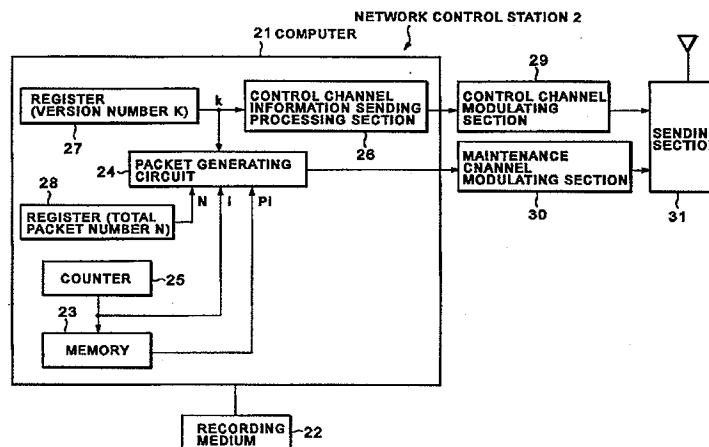 NETWORK CONTROL STATION 2
21 COMPUTER
29
REGISTER
(VERSION NUMBER K)
k
CONTROL CHANNEL
INFORMATION SENDING
PROCESSING SECTION
CONTROL CHANNEL
MODULATING
SECTION
27
26
SENDING
SECTION
24
PACKET GENERATING
CIRCUIT
MAINTENANCE
CHANNEL
MODULATING SECTION
28
REGISTER (TOTAL
PACKET NUMBER N)
N
i
Pi
30
31
COUNTER
25
23
MEMORY
RECORDING
MEDIUM
22